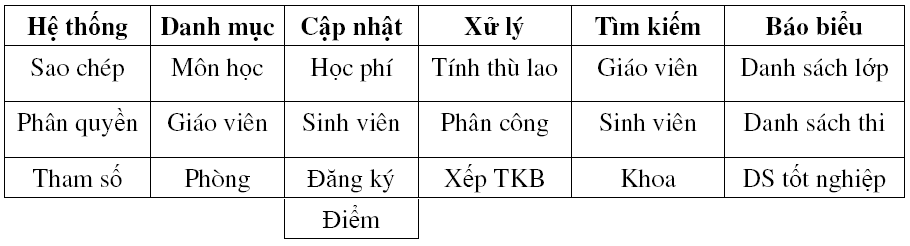 Hệ thống Danh mục Cập nhật Xử lý Tìm kiếm Báo biểu
Sao chép Môn học Học phí Tính thù lao Giáo viên Danh sách lớp
Phân quyền Giáo viên Sinh viên Phân công Sinh viên Danh sách thi
Tham số Phòng Đăng ký Xếp TKB Khoa DS tốt nghiệp
Điểm